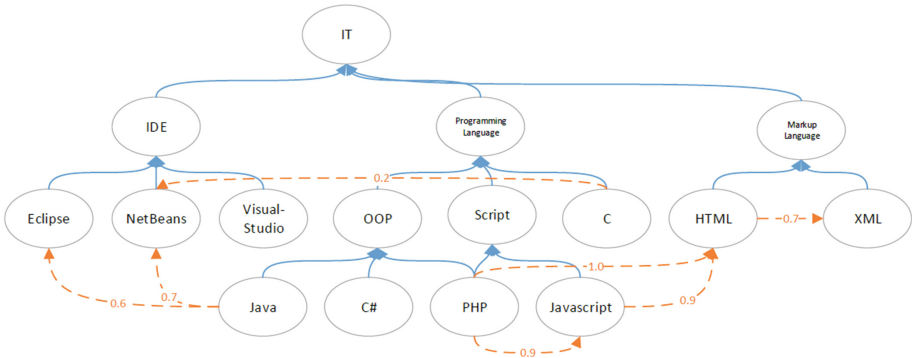 IT
IDE
Programming
Language
Markup
Language
0.2
Eclipse
NetBeans
Visual-
Studio
OOP
Script
C
HTML
0.7
XML
1.0
0.6
0.7
Java
C#
PHP
Javascript
0.9
0.9